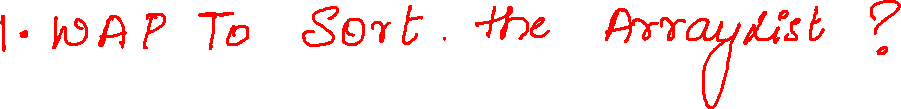 1. WAP To Sort. the Arraylist ?